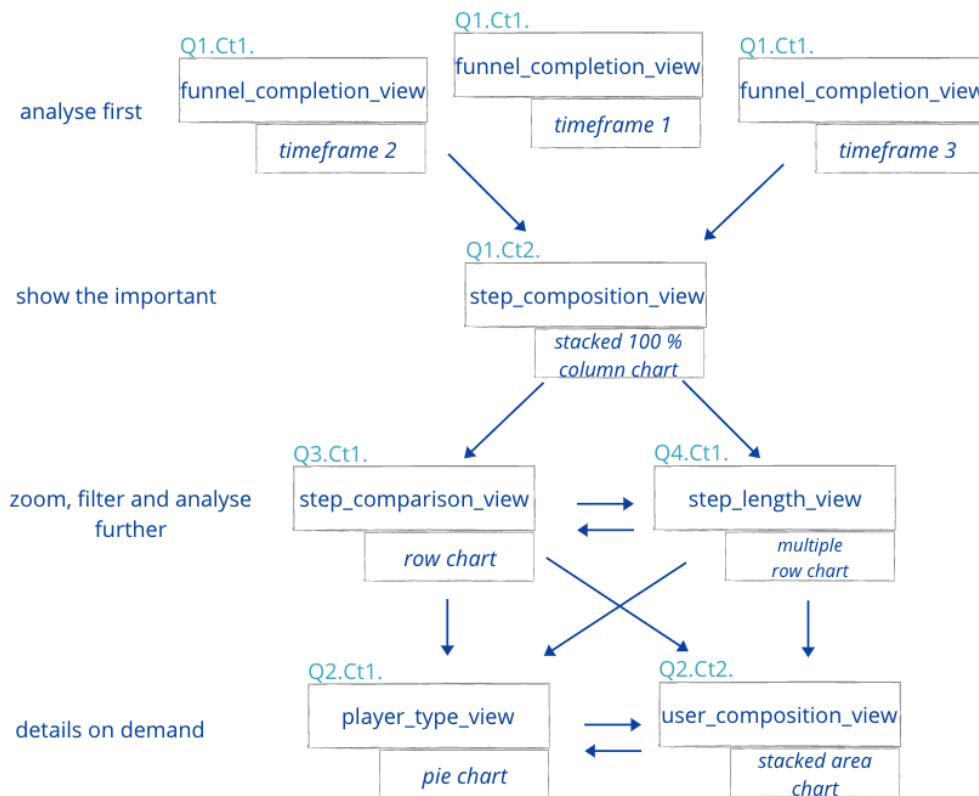 Q1.Ct1.
Q1.Ct1.
Q1.Ct1.
funnel_completion_view
funnel_completion_view
funnel_completion_view
analyse first
timeframe 2
timeframe 1
timeframe 3
Q1.Ct2.
show the important
step_composition_view
stacked 100 %
column chart
Q3.Ct1.
Q4.Ct1.
zoom, filter and analyse
further
step_comparison_view
step_length_view
row chart
multiple
row chart
Q2.Ct1.
Q2.Ct2.
details on demand
player_type_view
user_composition_view
pie chart
stacked area
chart